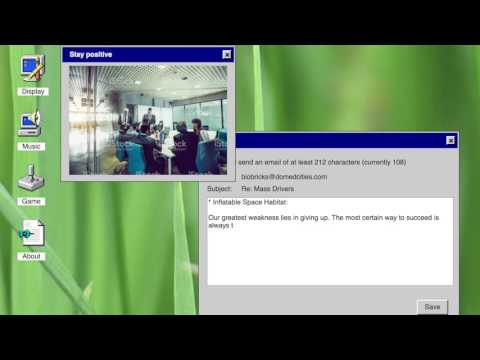 Stay positive
iStock
iStock
Display
Music
Game
About
send an email of at least 212 characters (currently 108)
biobricks@domedcities.com
Subject: Re: Mass Drivers
* Inflatable Space Habitat:
Our greatest weakness lies in giving up. The most certain way to succeed is
always t
Save